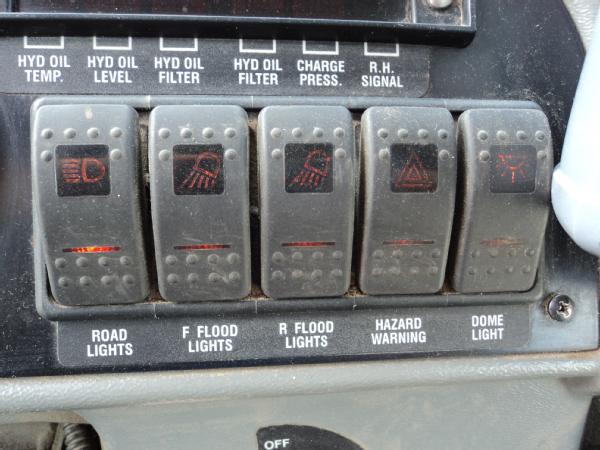 HYD OIL TEMP.
HYD OIL LEVEL
HYD OIL FILTER
HYD OIL FILTER
CHARGE PRESS.
R.H. SIGNAL
ROAD LIGHTS
F FLOOD LIGHTS
R FLOOD LIGHTS
HAZARD WARNING
DOME LIGHT
OFF